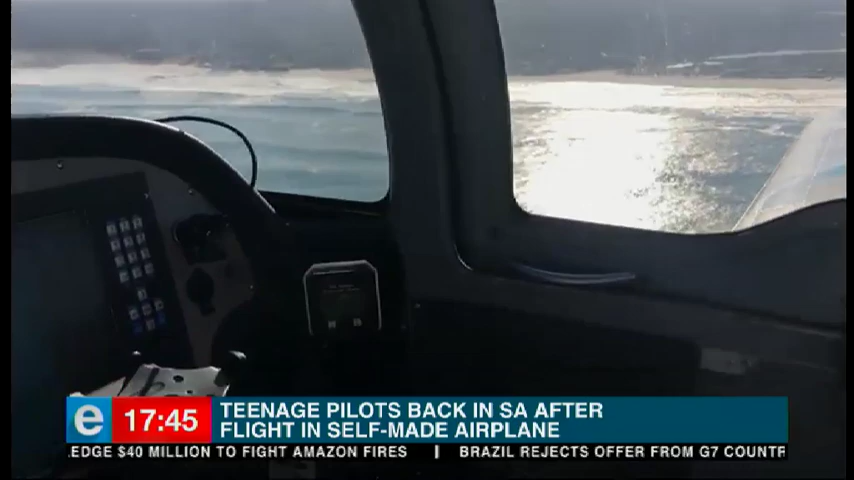 e
17:45
TEENAGE PILOTS BACK IN SA AFTER
FLIGHT IN SELF-MADE AIRPLANE
EDGE $40 MILLION TO FIGHT AMAZON FIRES | BRAZIL REJECTS OFFER FROM G7 COUNTR